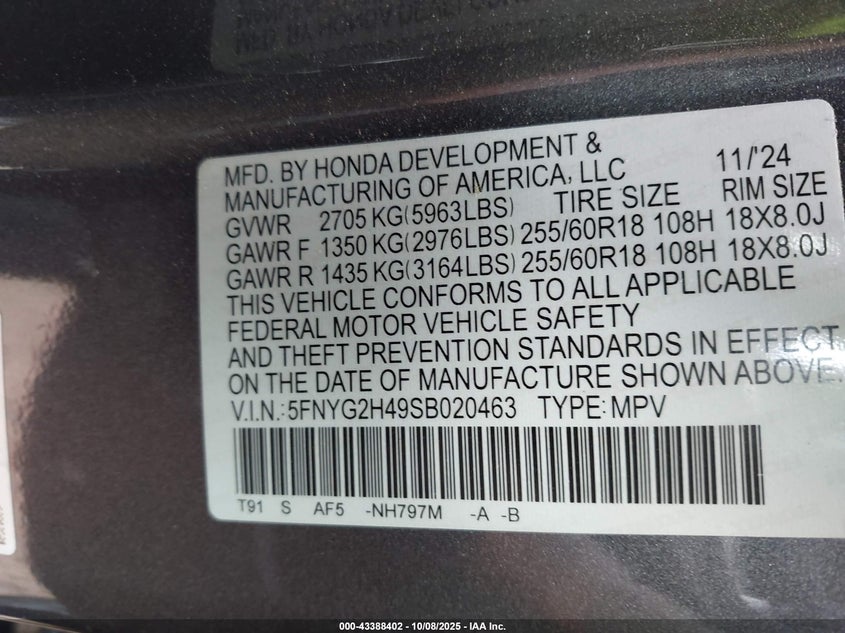 MFD. BY HONDA DEVELOPMENT &
MANUFACTURING OF AMERICA, LLC 11/'24
GVWR 2705 KG(5963LBS) TIRE SIZE RIM SIZE
GAWR F 1350 KG(2976LBS) 255/60R18 108H 18X8.0J
GAWR R 1435 KG(3164LBS) 255/60R18 108H 18X8.0J
THIS VEHICLE CONFORMS TO ALL APPLICABLE
FEDERAL MOTOR VEHICLE SAFETY
AND THEFT PREVENTION STANDARDS IN EFFECT
ON THE DATE OF MANUFACTURE SHOWN ABOVE.
V.I.N.: 5FNYG2H49SB020463 TYPE: MPV
T91 S AF5 -NH797M -A -B
000-43388402 - 10/08/2025 - IAA Inc.